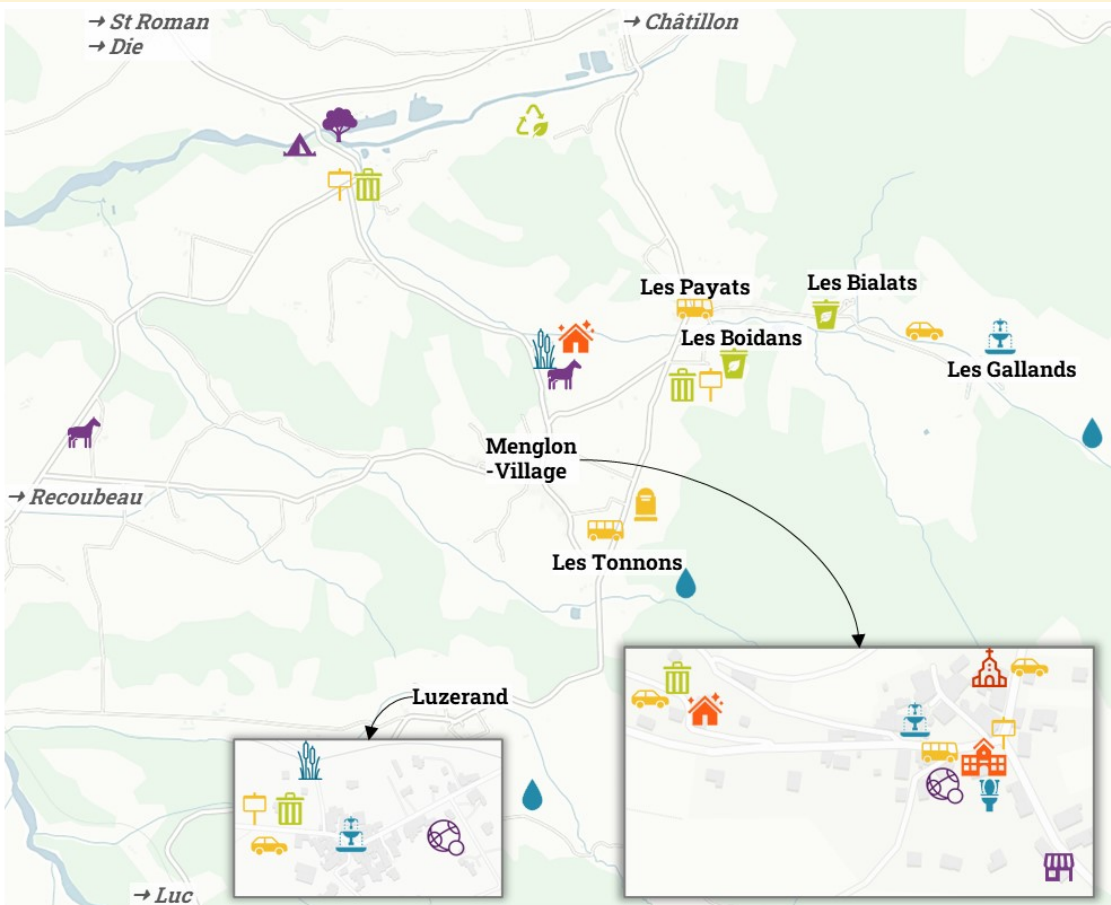 → St Roman
→ Die
→ Châtillon
Les Payats
Les Bialats
Les Boidans
Les Gallands
Menglon
-Village
→ Recoubeau
Les Tonnons
Luzerand
→ Luc